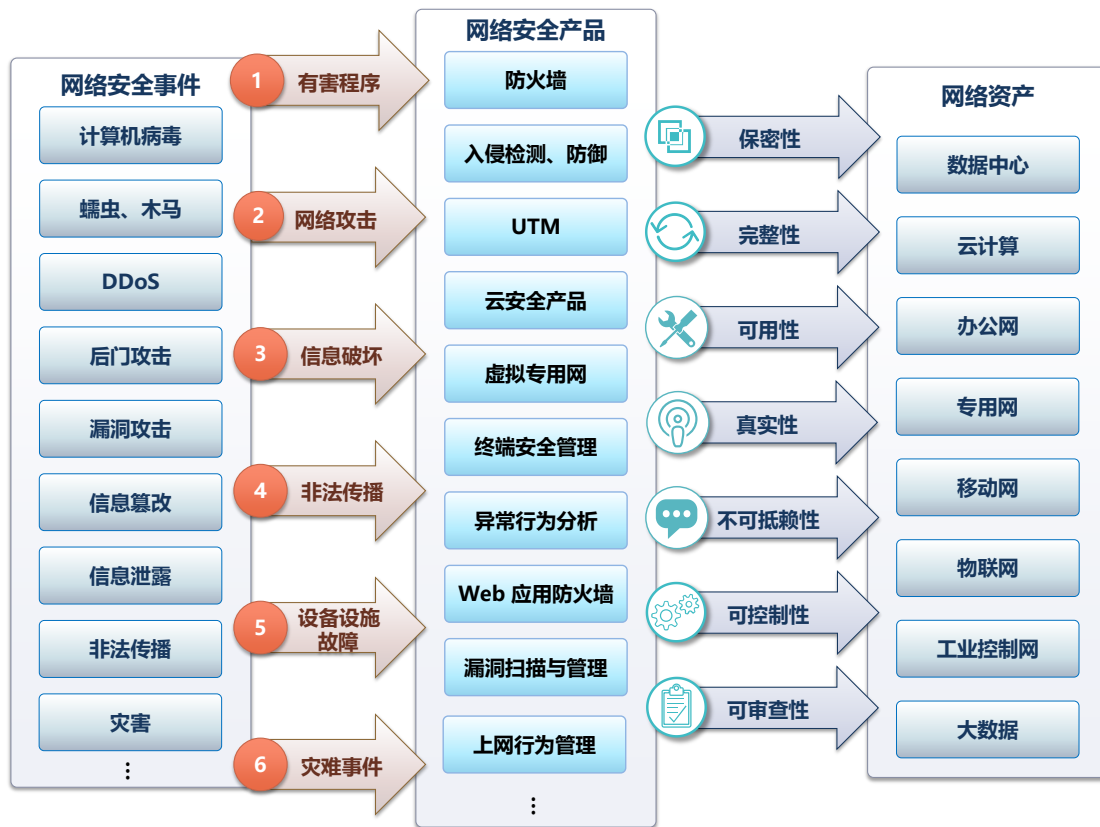 网络安全事件
计算机病毒
蠕虫、木马
DDoS
后门攻击
漏洞攻击
信息篡改
信息泄露
非法传播
灾害
⋮
1 有害程序
2 网络攻击
3 信息破坏
4 非法传播
5 设备设施
故障
6 灾难事件
网络安全产品
防火墙
入侵检测、防御
UTM
云安全产品
虚拟专用网
终端安全管理
异常行为分析
Web 应用防火墙
漏洞扫描与管理
上网行为管理
⋮
保密性
完整性
可用性
真实性
不可抵赖性
可控制性
可审查性
网络资产
数据中心
云计算
办公网
专用网
移动网
物联网
工业控制网
大数据